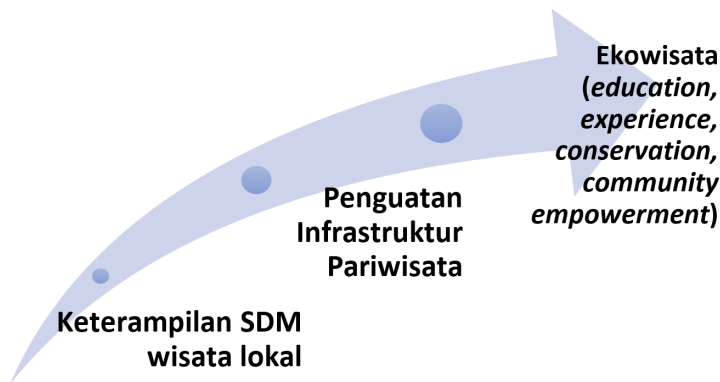 Keterampilan SDM
wisata lokal
Penguatan
Infrastruktur
Pariwisata
Ekowisata
(education,
experience,
conservation,
community
empowerment)